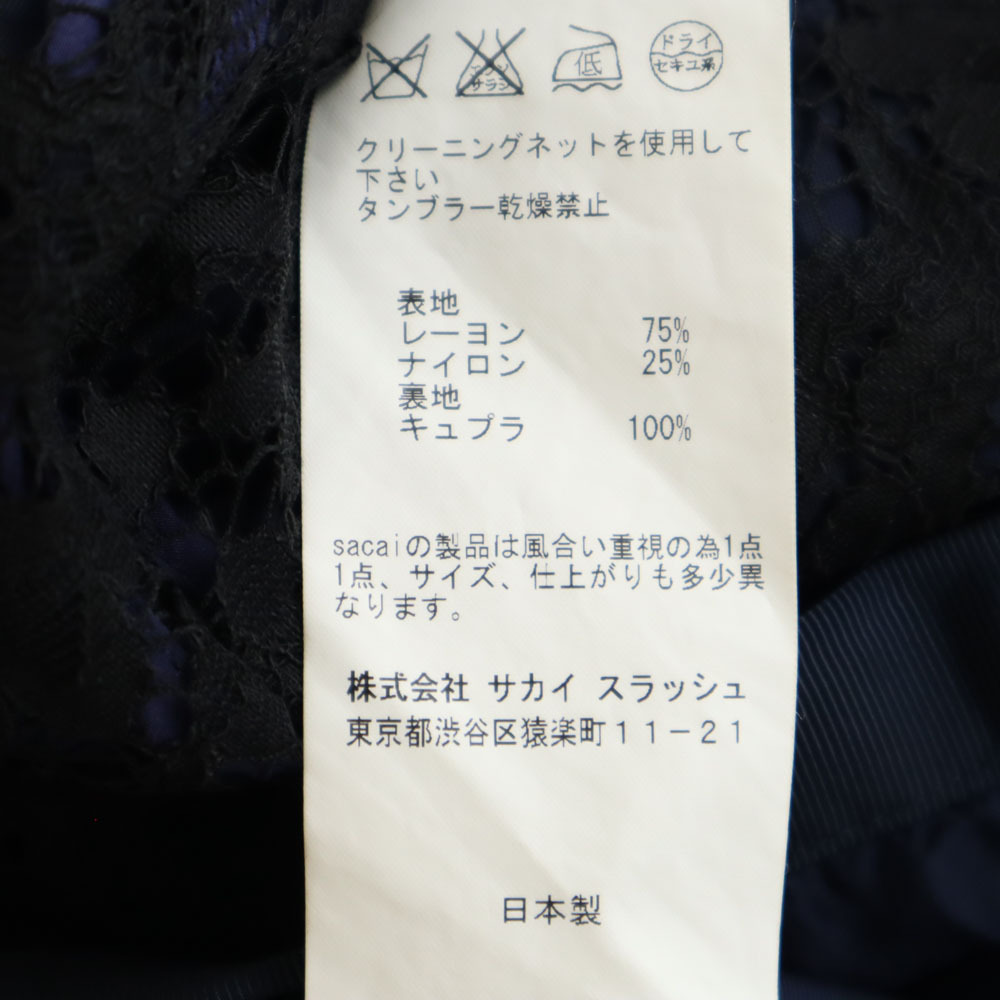 エンソ サラシ 低 ドライ
セキユ系
クリーニングネットを使用して
下さい
タンブラー乾燥禁止
表地
レーヨン 75%
ナイロン 25%
裏地
キュプラ 100%
sacaiの製品は風合い重視の為1点
1点、サイズ、仕上がりも多少異
なります。
株式会社 サカイ スラッシュ
東京都渋谷区猿楽町11-21
日本製